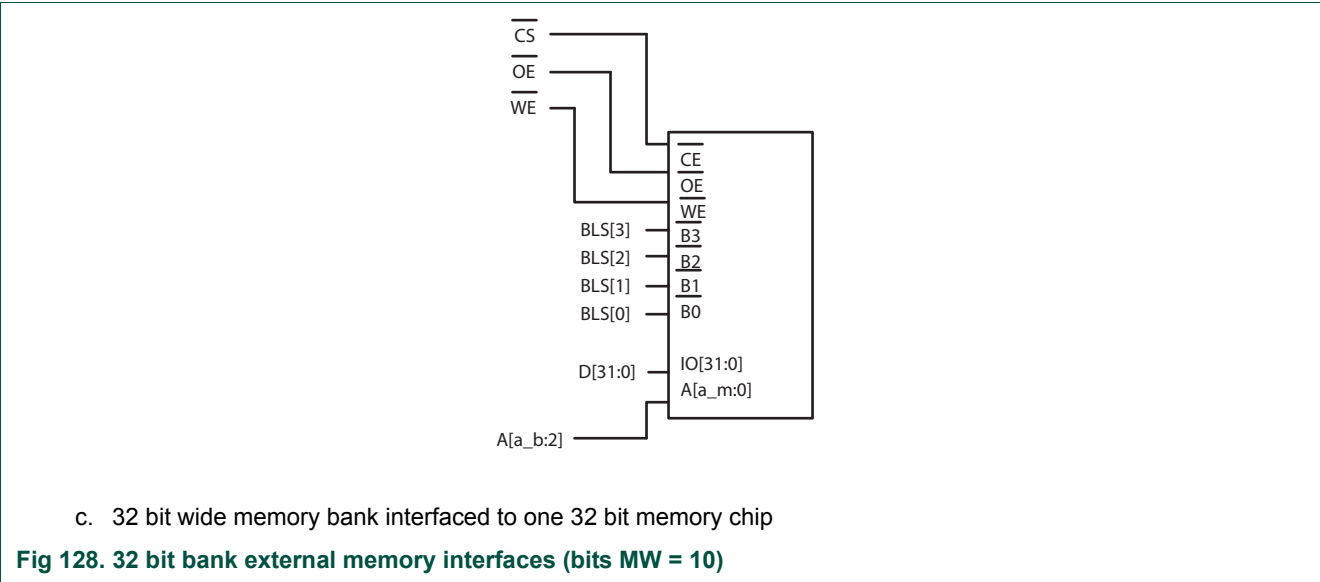 CS
OE
WE
CE
OE
WE
BLS[3] B3
BLS[2] B2
BLS[1] B1
BLS[0] B0
D[31:0] IO[31:0]
A[a_m:0]
A[a_b:2]
c. 32 bit wide memory bank interfaced to one 32 bit memory chip
Fig 128. 32 bit bank external memory interfaces (bits MW = 10)